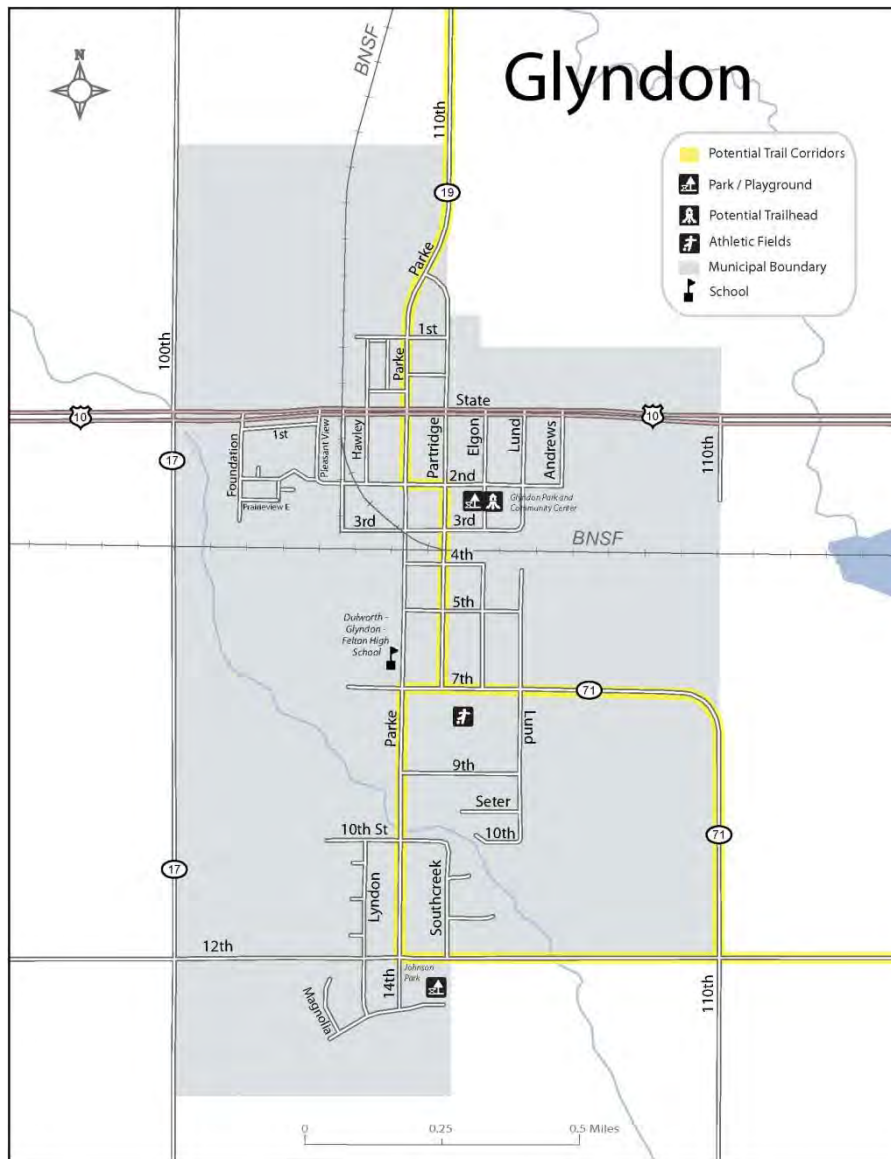 Glyndon
N
BNSF
110th
19
Potential Trail Corridors
Park / Playground
Potential Trailhead
Athletic Fields
Municipal Boundary
School
Parke
100th
1st
Parke
State
10
10
1st
Foundation
Pleasant View
Hawley
Partridge
Elgon
Lund
Andrews
110th
17
2nd
Prairieview E
Glyndon Park and
Community Center
3rd
3rd
BNSF
4th
5th
Dulworth -
Glyndon -
Felton High
School
7th
71
Parke
Lund
9th
Seter
10th St
10th
71
17
Lyndon
Southcreek
12th
Johnson
Park
14th
Magnolia
110th
0
0.25
0.5 Miles